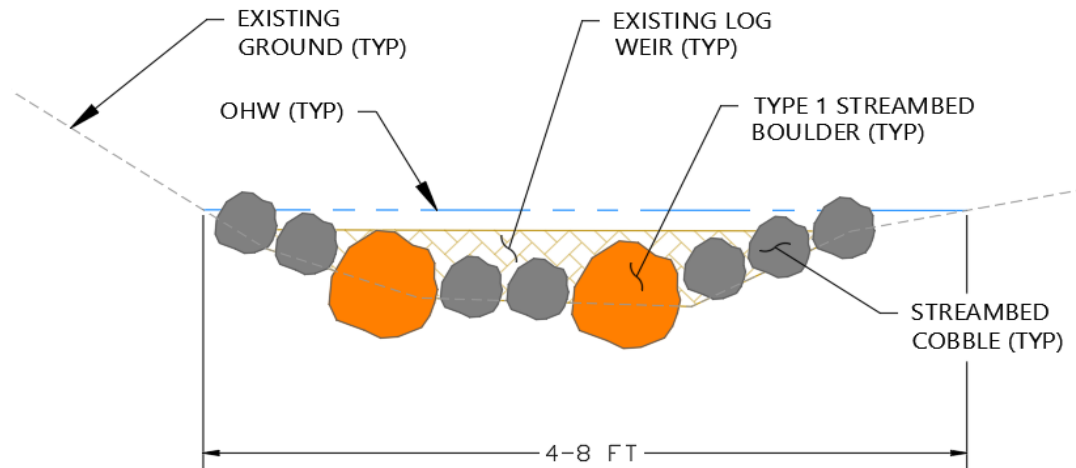 EXISTING
GROUND (TYP)
EXISTING LOG
WEIR (TYP)
OHW (TYP)
TYPE 1 STREAMBED
BOULDER (TYP)
STREAMBED
COBBLE (TYP)
4-8 FT